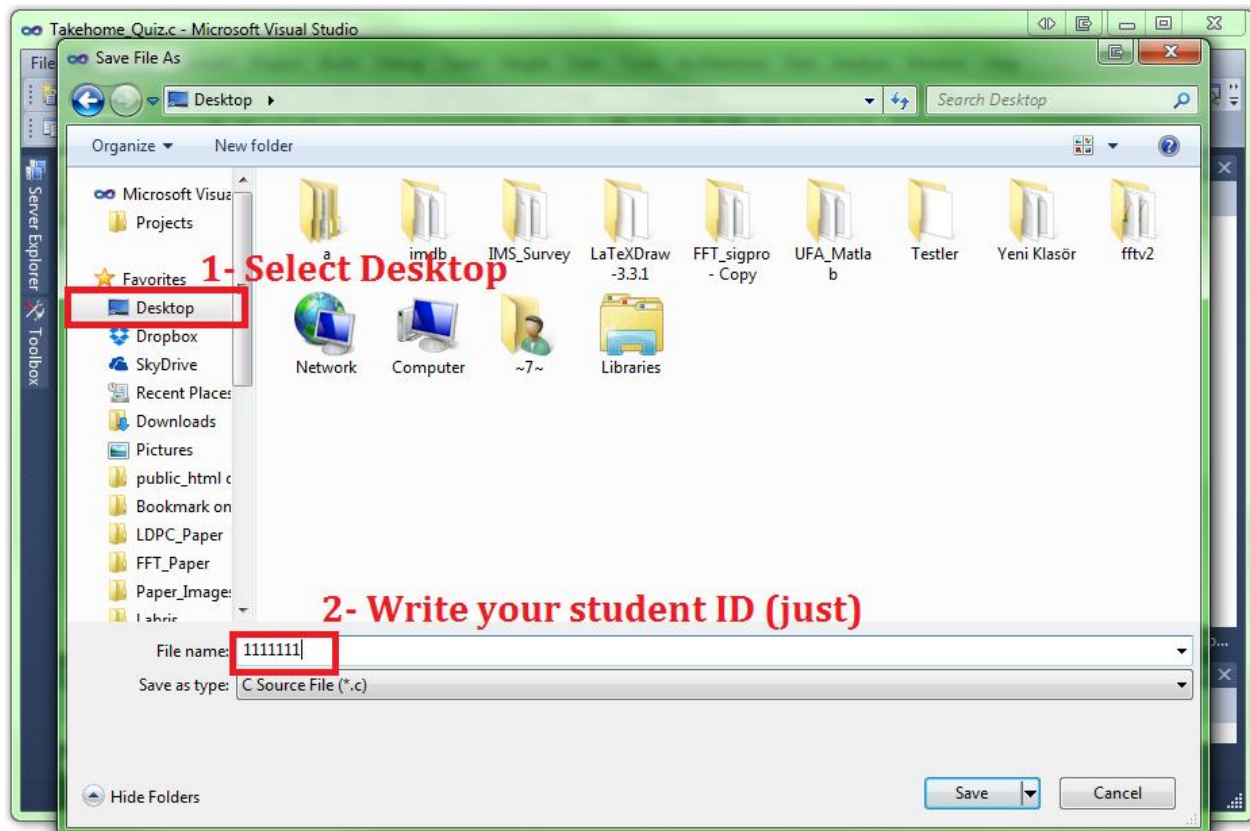 Takehome_Quiz.c - Microsoft Visual Studio
File
Save File As
Desktop
Search Desktop
Organize
New folder
Server Explorer
Toolbox
Microsoft Visua
Projects
Favorites
Desktop
Dropbox
SkyDrive
Recent Places
Downloads
Pictures
public_html c
Bookmark on
LDPC_Paper
FFT_Paper
Paper_Image:
Labris
a
imdb
IMS_Survey
LaTeXDraw
-3.3.1
FFT_sigpro
- Copy
UFA_Matla
b
Testler
Yeni Klasör
fftv2
1- Select Desktop
Network
Computer
~7~
Libraries
2- Write your student ID (just)
File name:
1111111
Save as type:
C Source File (*.c)
Hide Folders
Save
Cancel